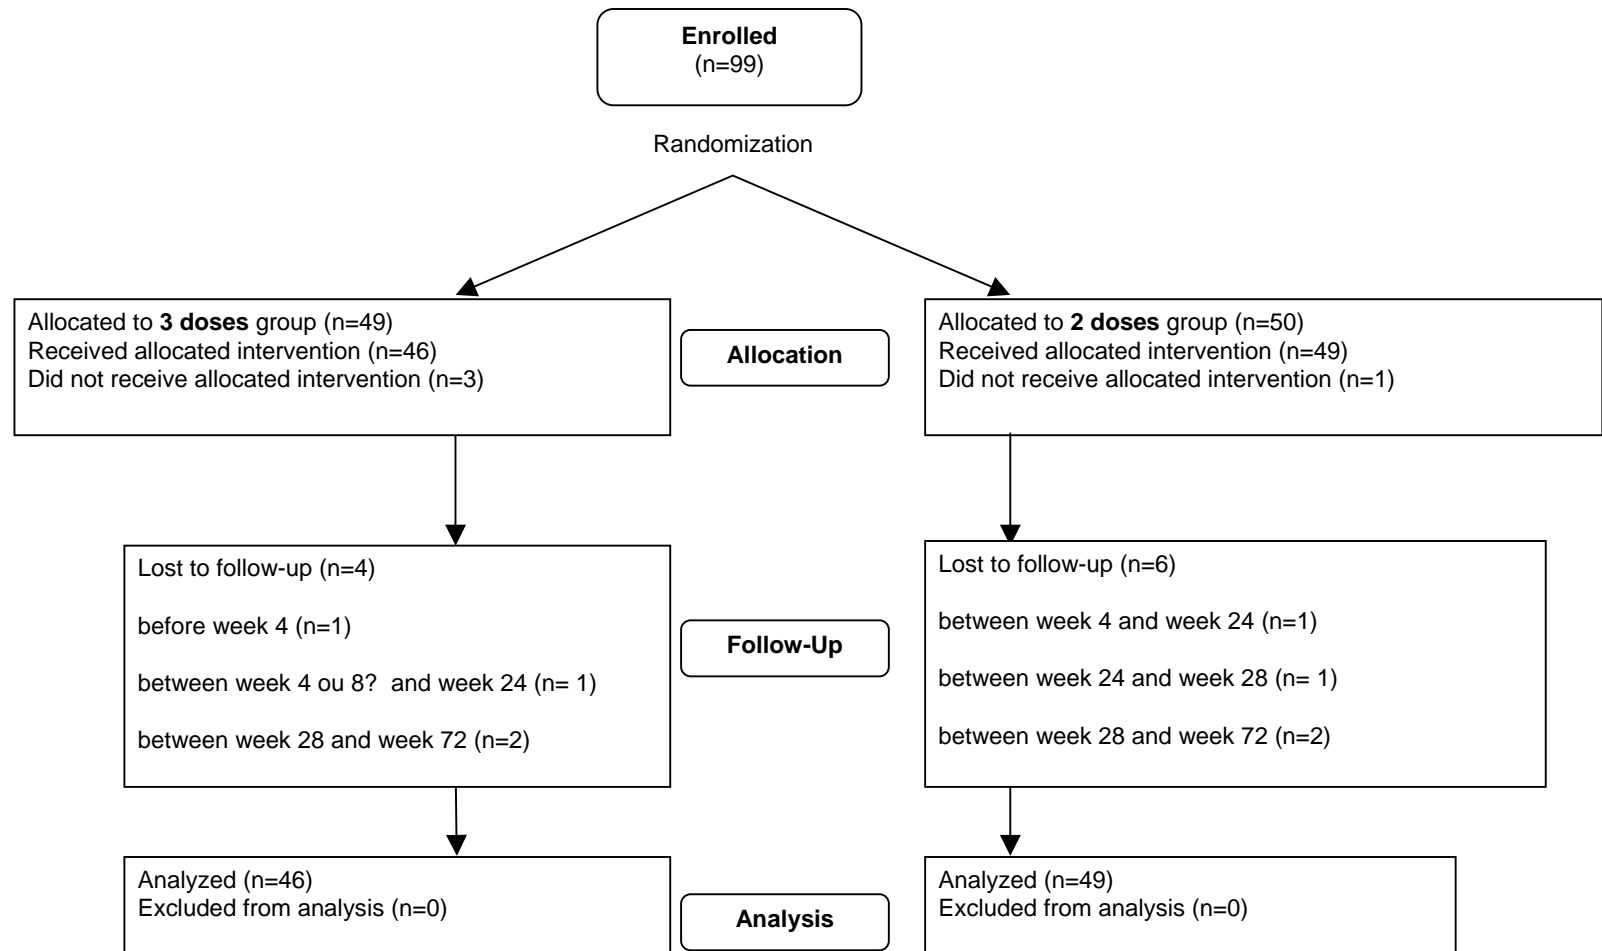 Enrolled
(n=99)
Randomization
Allocated to 3 doses group (n=49)
Received allocated intervention (n=46)
Did not receive allocated intervention (n=3)
Allocation
Allocated to 2 doses group (n=50)
Received allocated intervention (n=49)
Did not receive allocated intervention (n=1)
Lost to follow-up (n=4)
before week 4 (n=1)
between week 4 ou 8?  and week 24 (n= 1)
between week 28 and week 72 (n=2)
Follow-Up
Lost to follow-up (n=6)
between week 4 and week 24 (n=1)
between week 24 and week 28 (n= 1)
between week 28 and week 72 (n=2)
Analyzed (n=46)
Excluded from analysis (n=0)
Analysis
Analyzed (n=49)
Excluded from analysis (n=0)